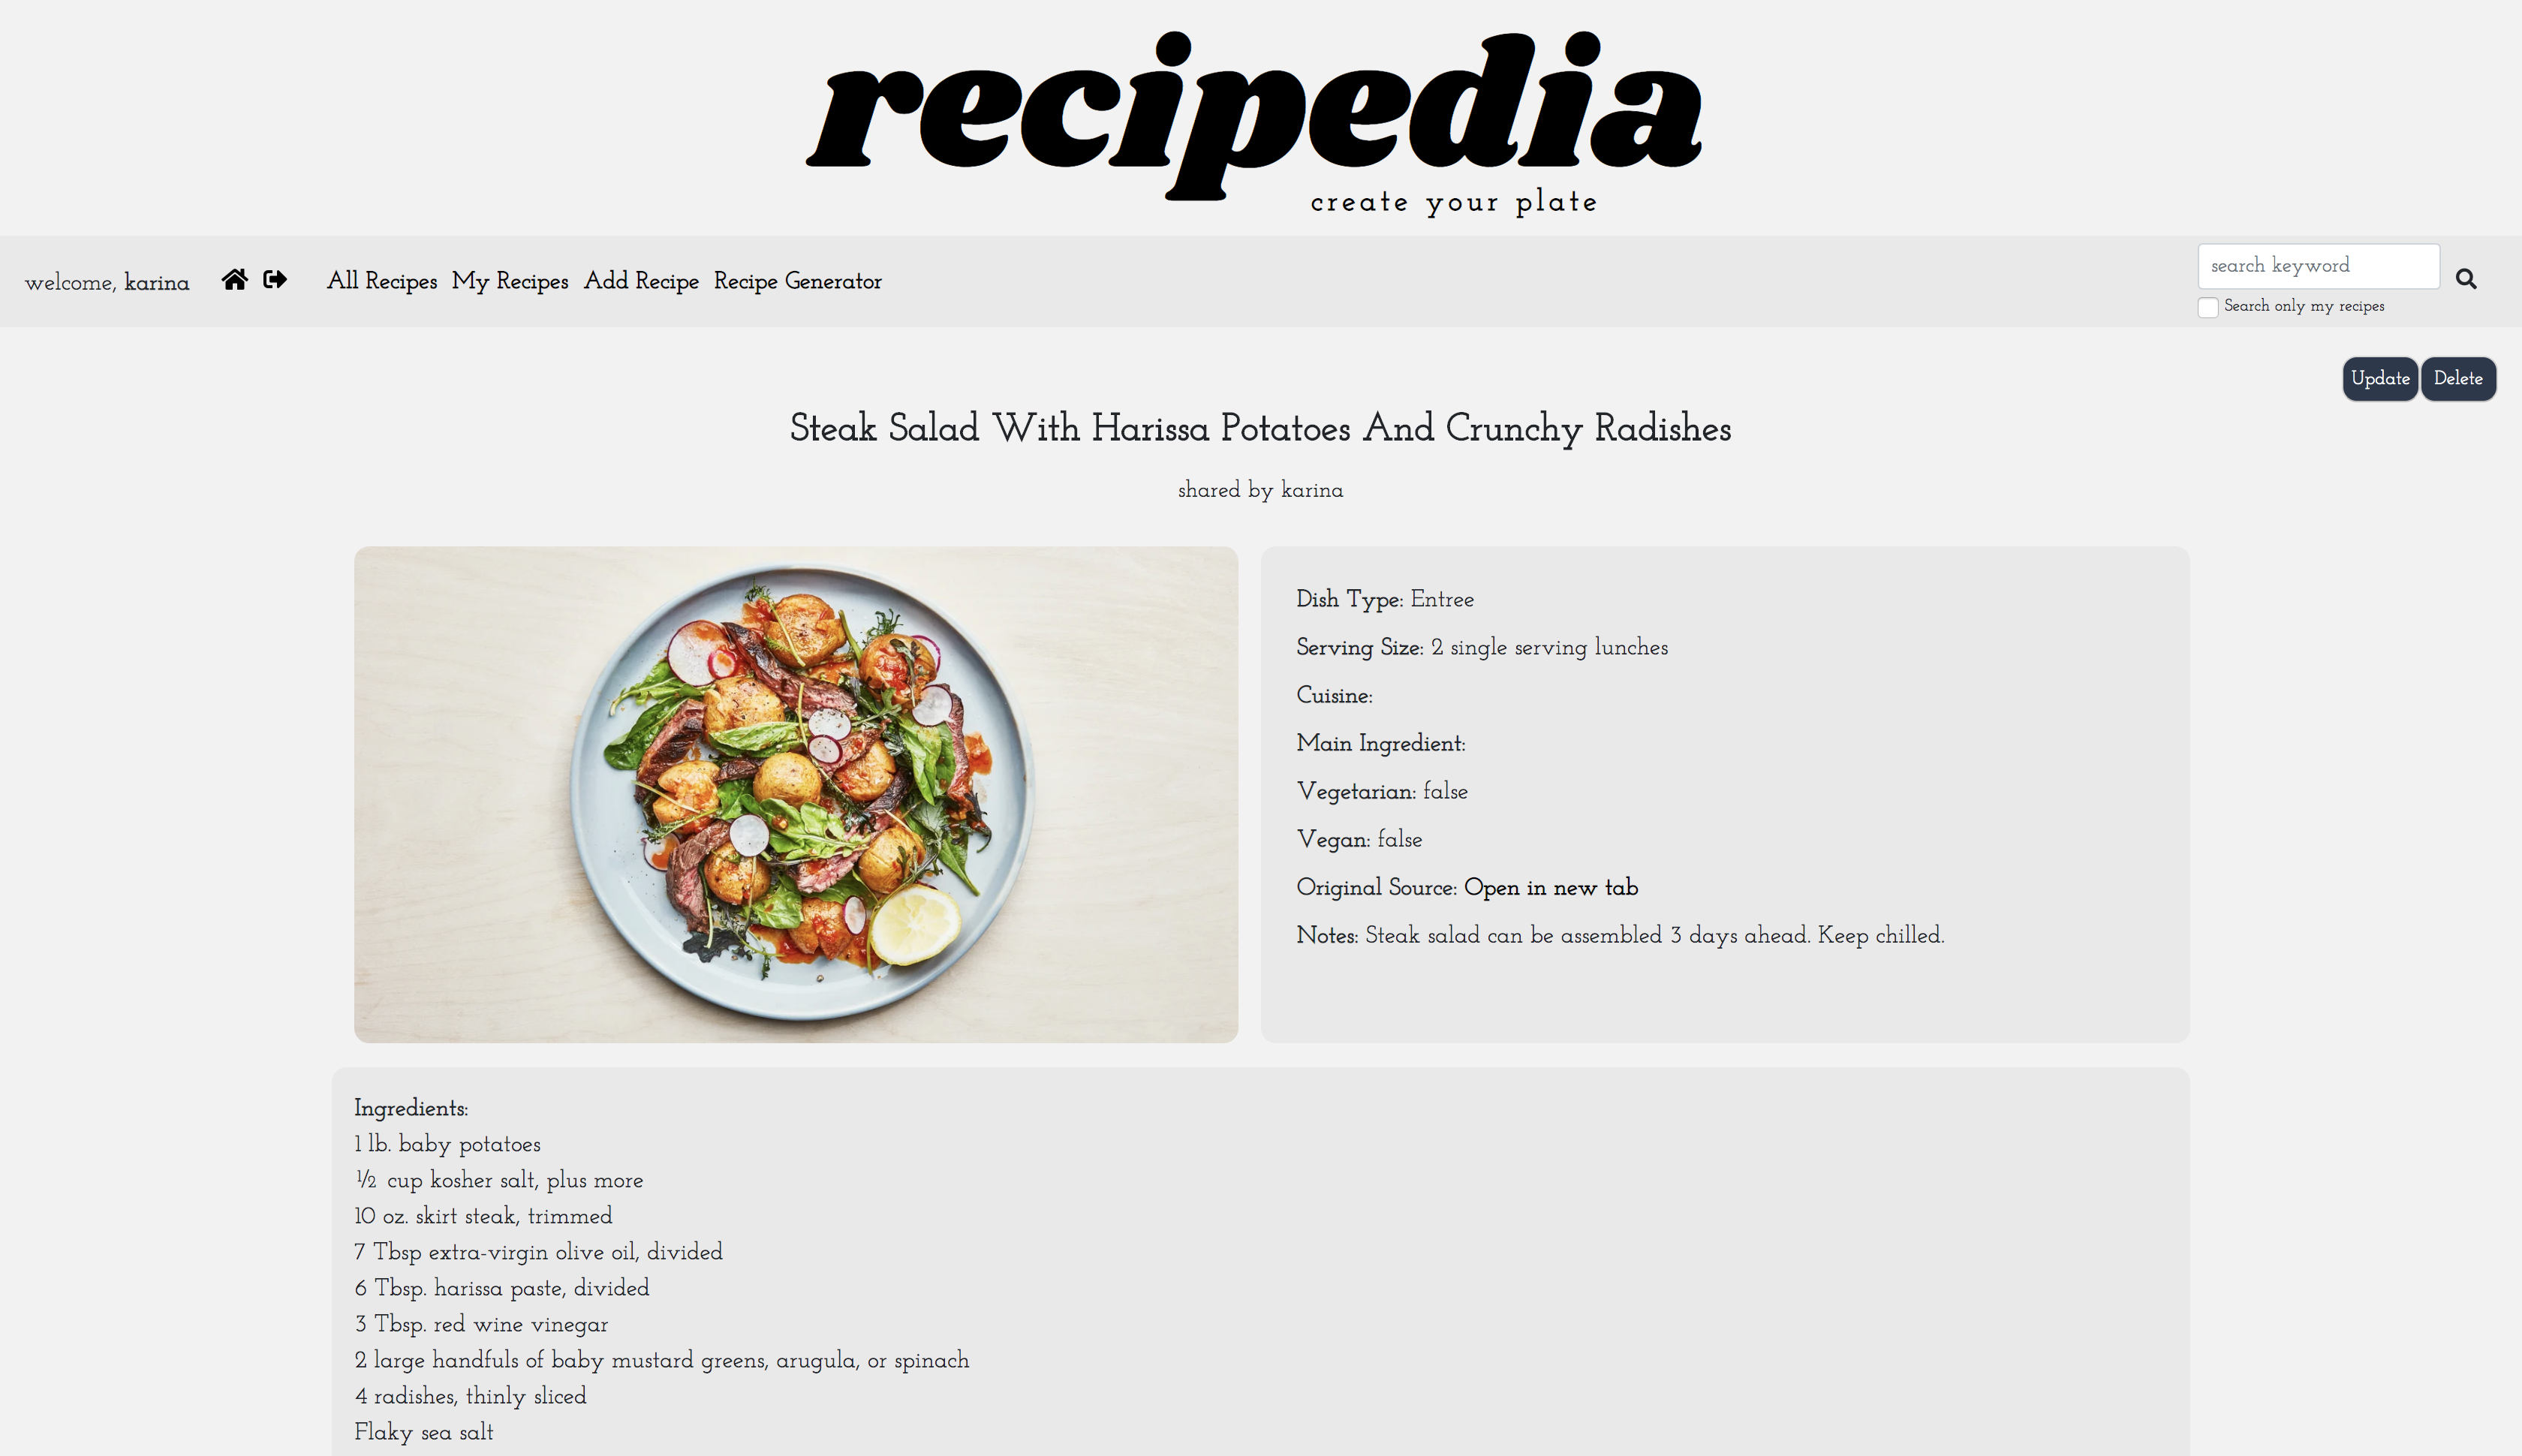 recipedia
create your plate
welcome, karina
All Recipes My Recipes Add Recipe Recipe Generator
search keyword
Search only my recipes
Update Delete
Steak Salad With Harissa Potatoes And Crunchy Radishes
shared by karina
Dish Type: Entree
Serving Size: 2 single serving lunches
Cuisine:
Main Ingredient:
Vegetarian: false
Vegan: false
Original Source: Open in new tab
Notes: Steak salad can be assembled 3 days ahead. Keep chilled.
Ingredients:
1 lb. baby potatoes
½ cup kosher salt, plus more
10 oz. skirt steak, trimmed
7 Tbsp extra-virgin olive oil, divided
6 Tbsp. harissa paste, divided
3 Tbsp. red wine vinegar
2 large handfuls of baby mustard greens, arugula, or spinach
4 radishes, thinly sliced
Flaky sea salt